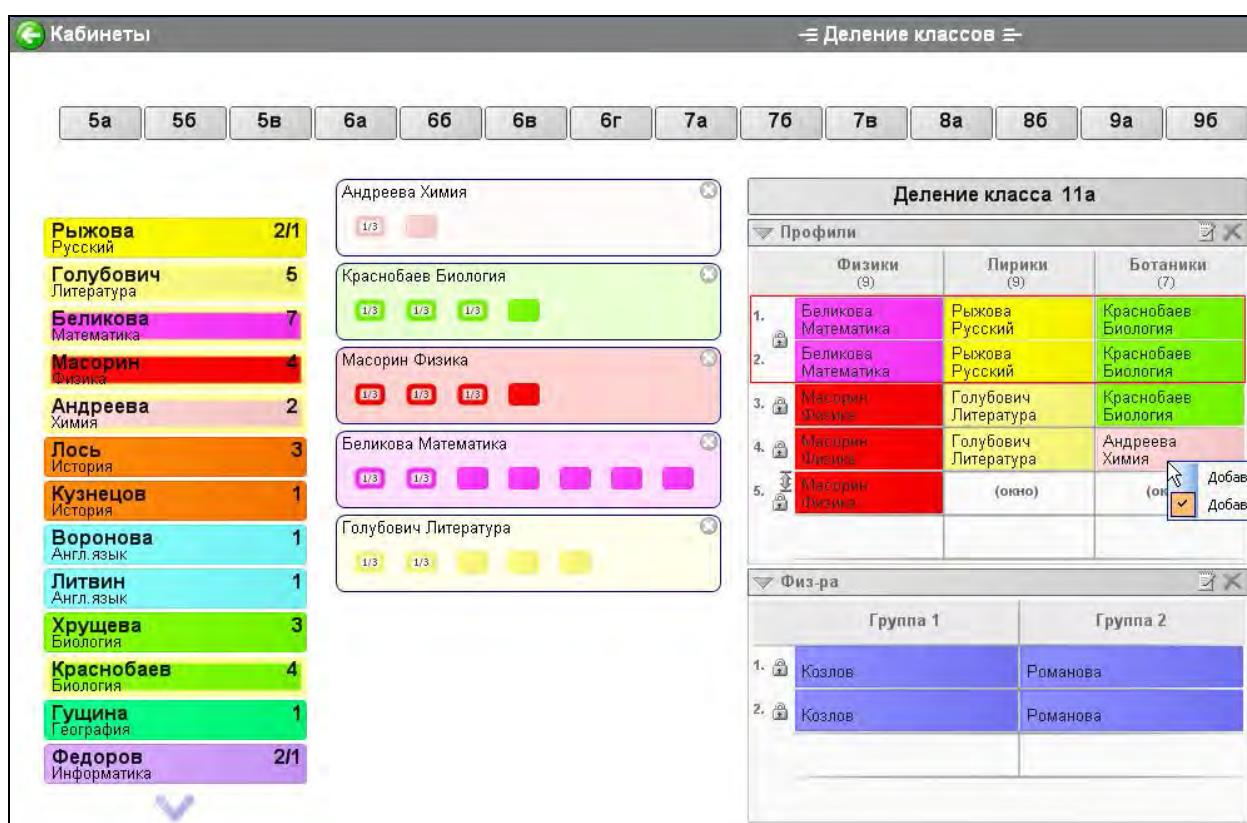 Кабинеты
Деление классов
5а 5б 5в 6а 6б 6в 6г 7а 7б 7в 8а 8б 9а 9б
Рыжова 2/1
Русский
Голубович 5
Литература
Беликова 7
Математика
Масорин 4
Физика
Андреева 2
Химия
Лось 3
История
Кузнецов 1
История
Воронова 1
Англ.язык
Литвин 1
Англ.язык
Хрущева 3
Биология
Краснобаев 4
Биология
Гущина 1
География
Федоров 2/1
Информатика
Андреева Химия
1/3
Краснобаев Биология
1/3 1/3 1/3
Масорин Физика
1/3 1/3 1/3
Беликова Математика
1/3 1/3
Голубович Литература
1/3 1/3
Деление класса 11а
Профили
Физики Лирики Ботаники
(9) (9) (7)
1. Беликова Рыжова Краснобаев
Математика Русский Биология
2. Беликова Рыжова Краснобаев
Математика Русский Биология
3. Масорин Голубович Краснобаев
Физика Литература Биология
4. Масорин Голубович Андреева
Физика Литература Химия
5. Масорин (окно) (ок
Физика
Добав
Добав
Физ-ра
Группа 1 Группа 2
1. Козлов Романова
2. Козлов Романова